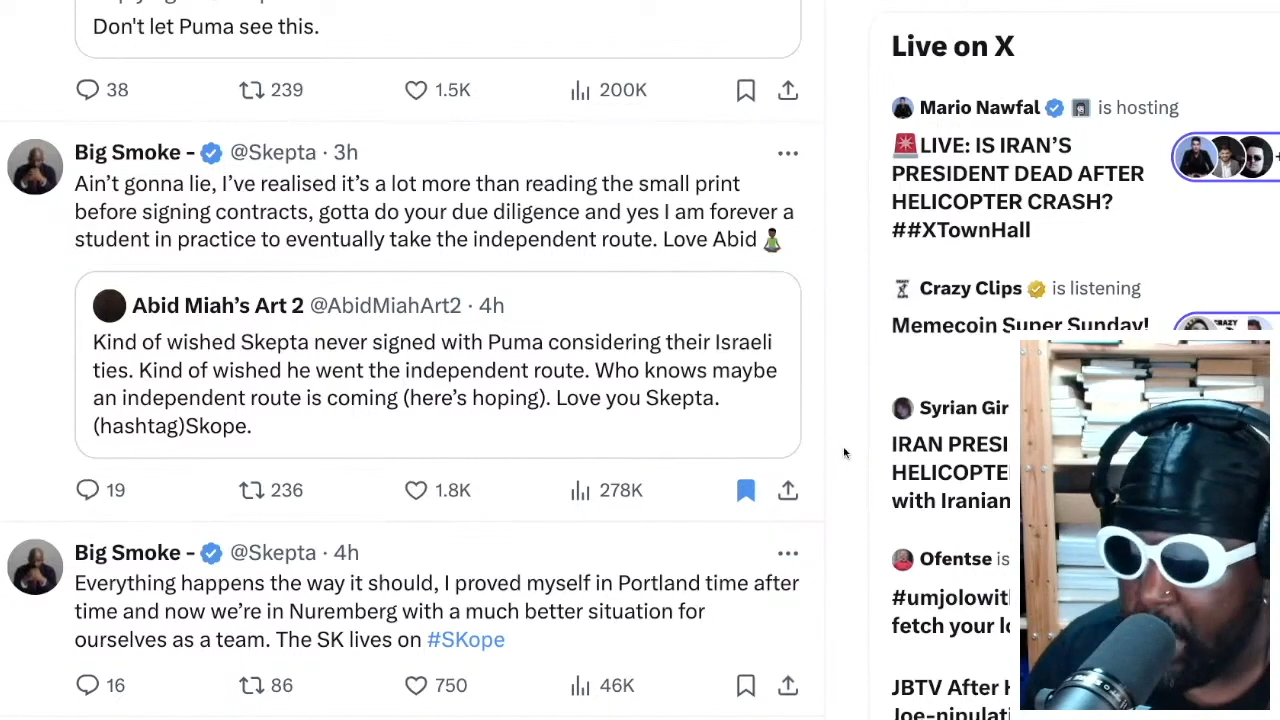 Don't let Puma see this.
38 239 1.5K 200K
Big Smoke - @Skepta · 3h
Ain’t gonna lie, I’ve realised it’s a lot more than reading the small print
before signing contracts, gotta do your due diligence and yes I am forever a
student in practice to eventually take the independent route. Love Abid
Abid Miah’s Art 2 @AbidMiahArt2 · 4h
Kind of wished Skepta never signed with Puma considering their Israeli
ties. Kind of wished he went the independent route. Who knows maybe
an independent route is coming (here’s hoping). Love you Skepta.
(hashtag)Skope.
19 236 1.8K 278K
Big Smoke - @Skepta · 4h
Everything happens the way it should, I proved myself in Portland time after
time and now we’re in Nuremberg with a much better situation for
ourselves as a team. The SK lives on #SKope
16 86 750 46K
Live on X
Mario Nawfal is hosting
LIVE: IS IRAN’S
PRESIDENT DEAD AFTER
HELICOPTER CRASH?
##XTownHall
Crazy Clips is listening
Memecoin Super Sunday!
Syrian Gir
IRAN PRESI
HELICOPTE
with Iranian
Ofentse is
#umjolowit
fetch your l
JBTV After H
Joe-nipulati